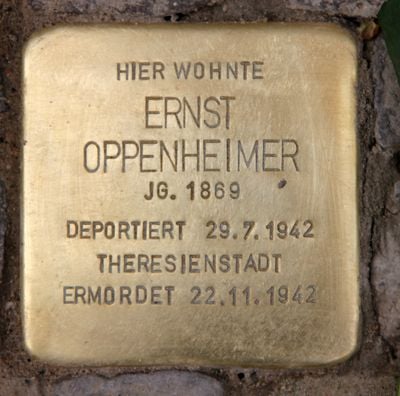 HIER WOHNTE
ERNST
OPPENHEIMER
JG. 1869
DEPORTIERT 29.7.1942
THERESIENSTADT
ERMORDET 22.11.1942